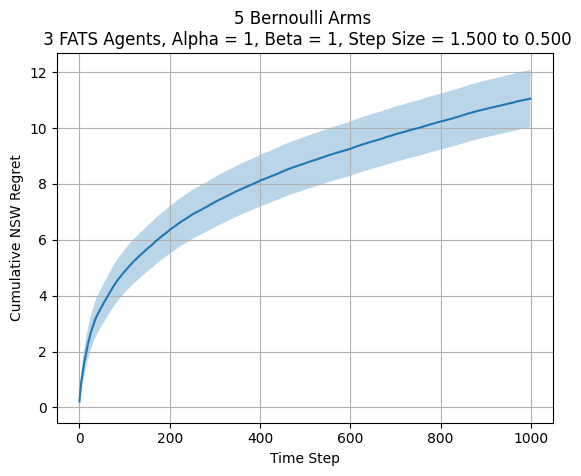 5 Bernoulli Arms
3 FATS Agents, Alpha = 1, Beta = 1, Step Size = 1.500 to 0.500
Cumulative NSW Regret
12
10
8
6
4
2
0
0 200 400 600 800 1000
Time Step